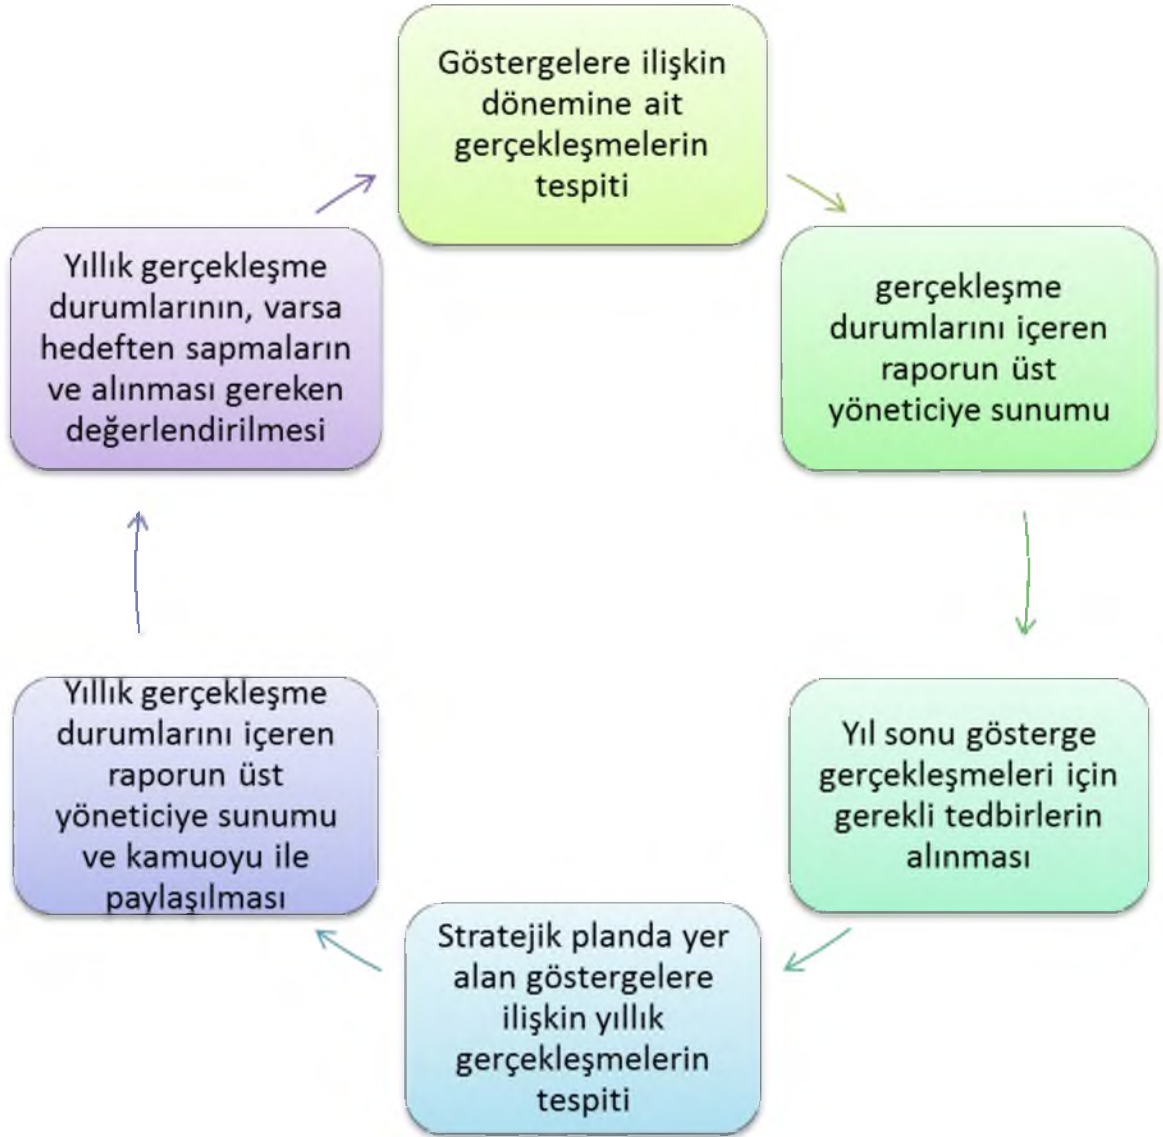 Göstergelere ilişkin
dönemine ait
gerçekleşmelerin
tespiti
gerçekleşme
durumlarını içeren
raporun üst
yöneticiye sunumu
Yıl sonu gösterge
gerçekleşmeleri için
gerekli tedbirlerin
alınması
Stratejik planda yer
alan göstergelere
ilişkin yıllık
gerçekleşmelerin
tespiti
Yıllık gerçekleşme
durumlarını içeren
raporun üst
yöneticiye sunumu
ve kamuoyu ile
paylaşılması
Yıllık gerçekleşme
durumlarının, varsa
hedeften sapmaların
ve alınması gereken
değerlendirilmesi